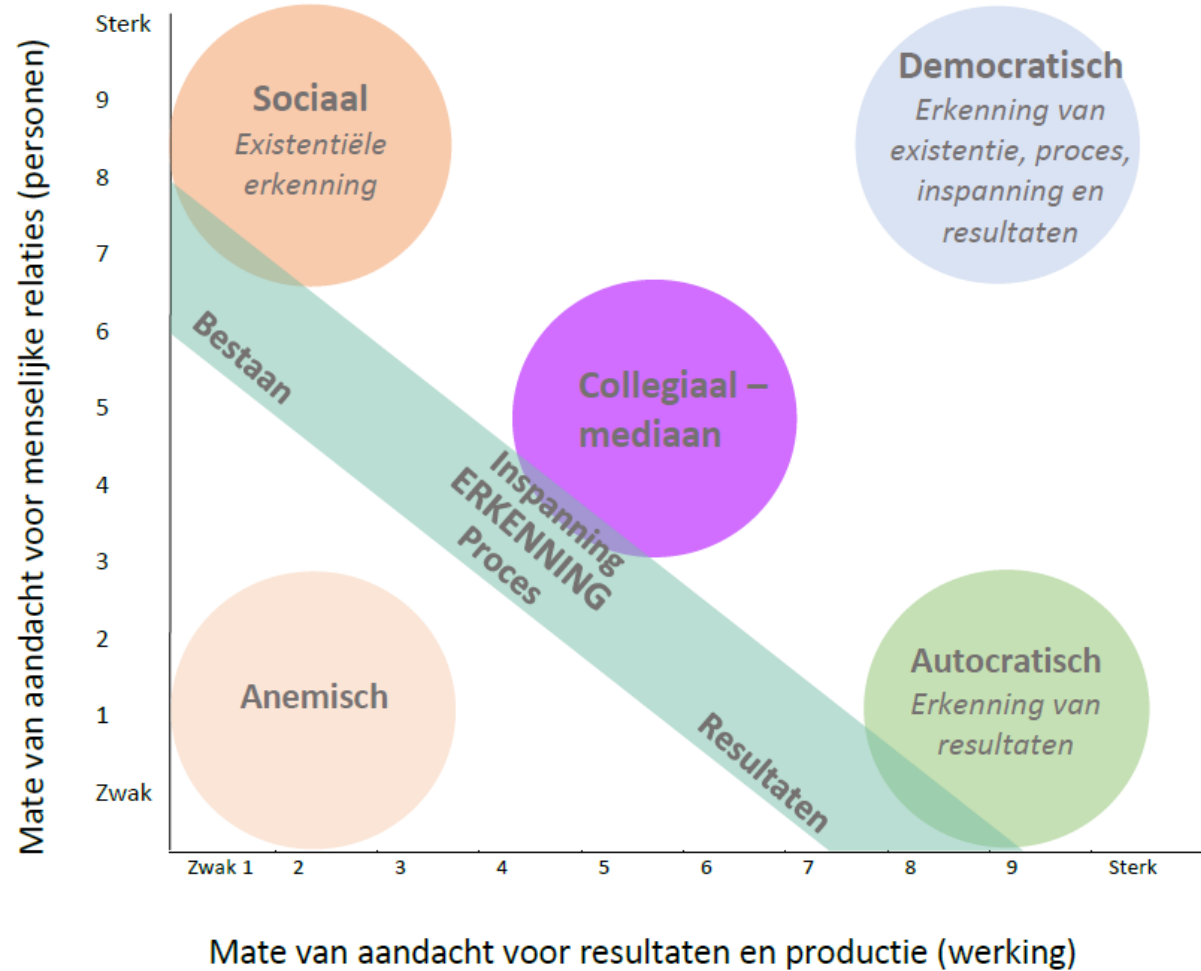 Mate van aandacht voor menselijke relaties (personen)
Sterk
9
8
7
6
5
4
3
2
1
Zwak
Sociaal
Existentiële
erkenning
Democratisch
Erkenning van
existentie, proces,
inspanning en
resultaten
Bestaan
Collegiaal –
mediaan
Inspanning
ERKENNING
Proces
Anemisch
Autocratisch
Erkenning van
resultaten
Resultaten
Zwak 1 2 3 4 5 6 7 8 9 Sterk
Mate van aandacht voor resultaten en productie (werking)